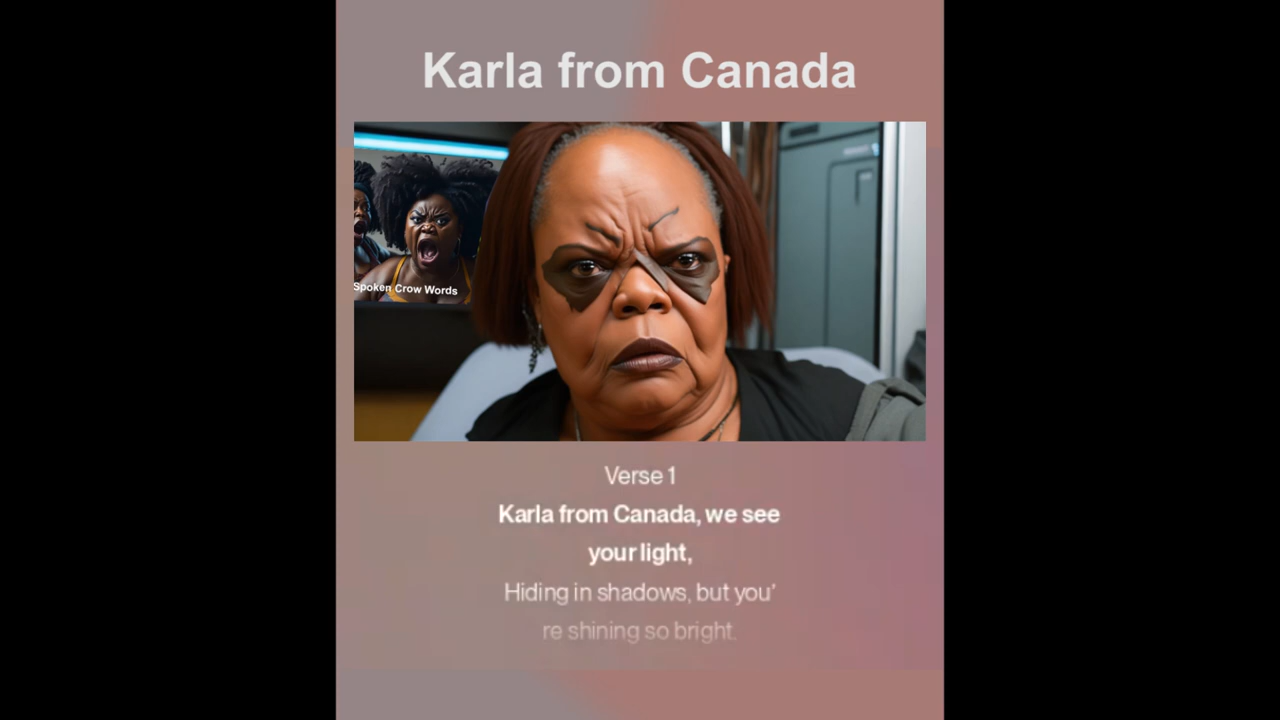 Karla from Canada
Spoken Crow Words
Verse 1
Karla from Canada, we see
your light,
Hiding in shadows, but you’
re shining so bright.